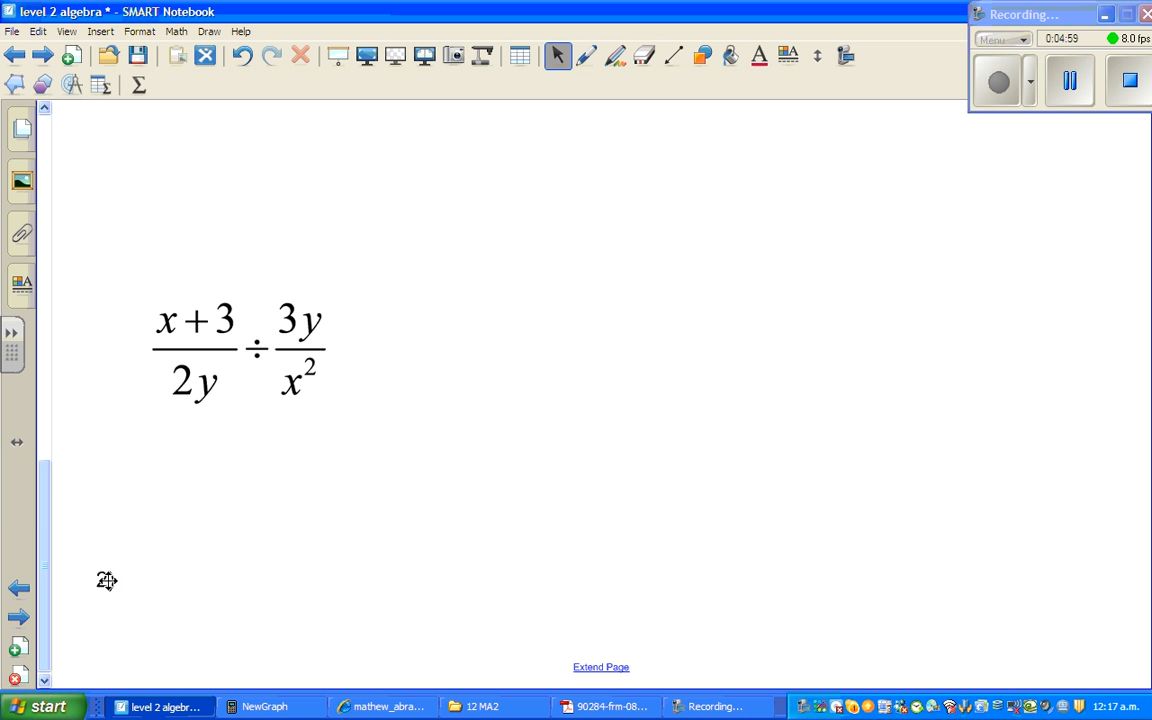 level 2 algebra * - SMART Notebook
Recording...
File Edit View Insert Format Math Draw Help
Menu 0:04:59 8.0 fps
x + 3 3y
÷
2y x²
Extend Page
start level 2 algebr... NewGraph mathew_abra... 12 MA2 90284-frm-08... Recording... 12:17 a.m.